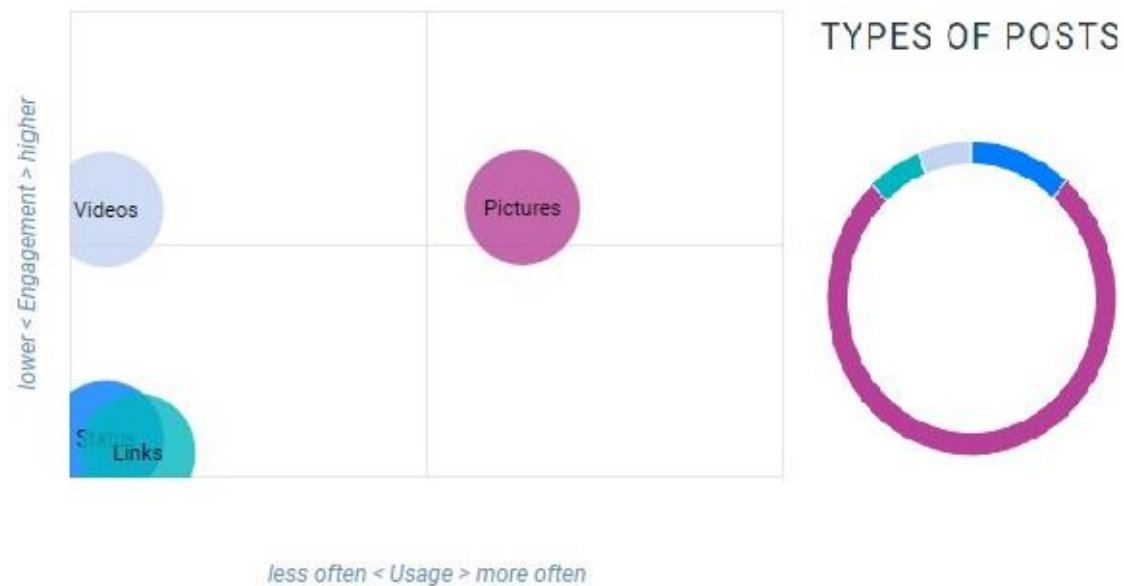 TYPES OF POSTS
lower < Engagement > higher
Videos
Pictures
Status
Links
less often < Usage > more often